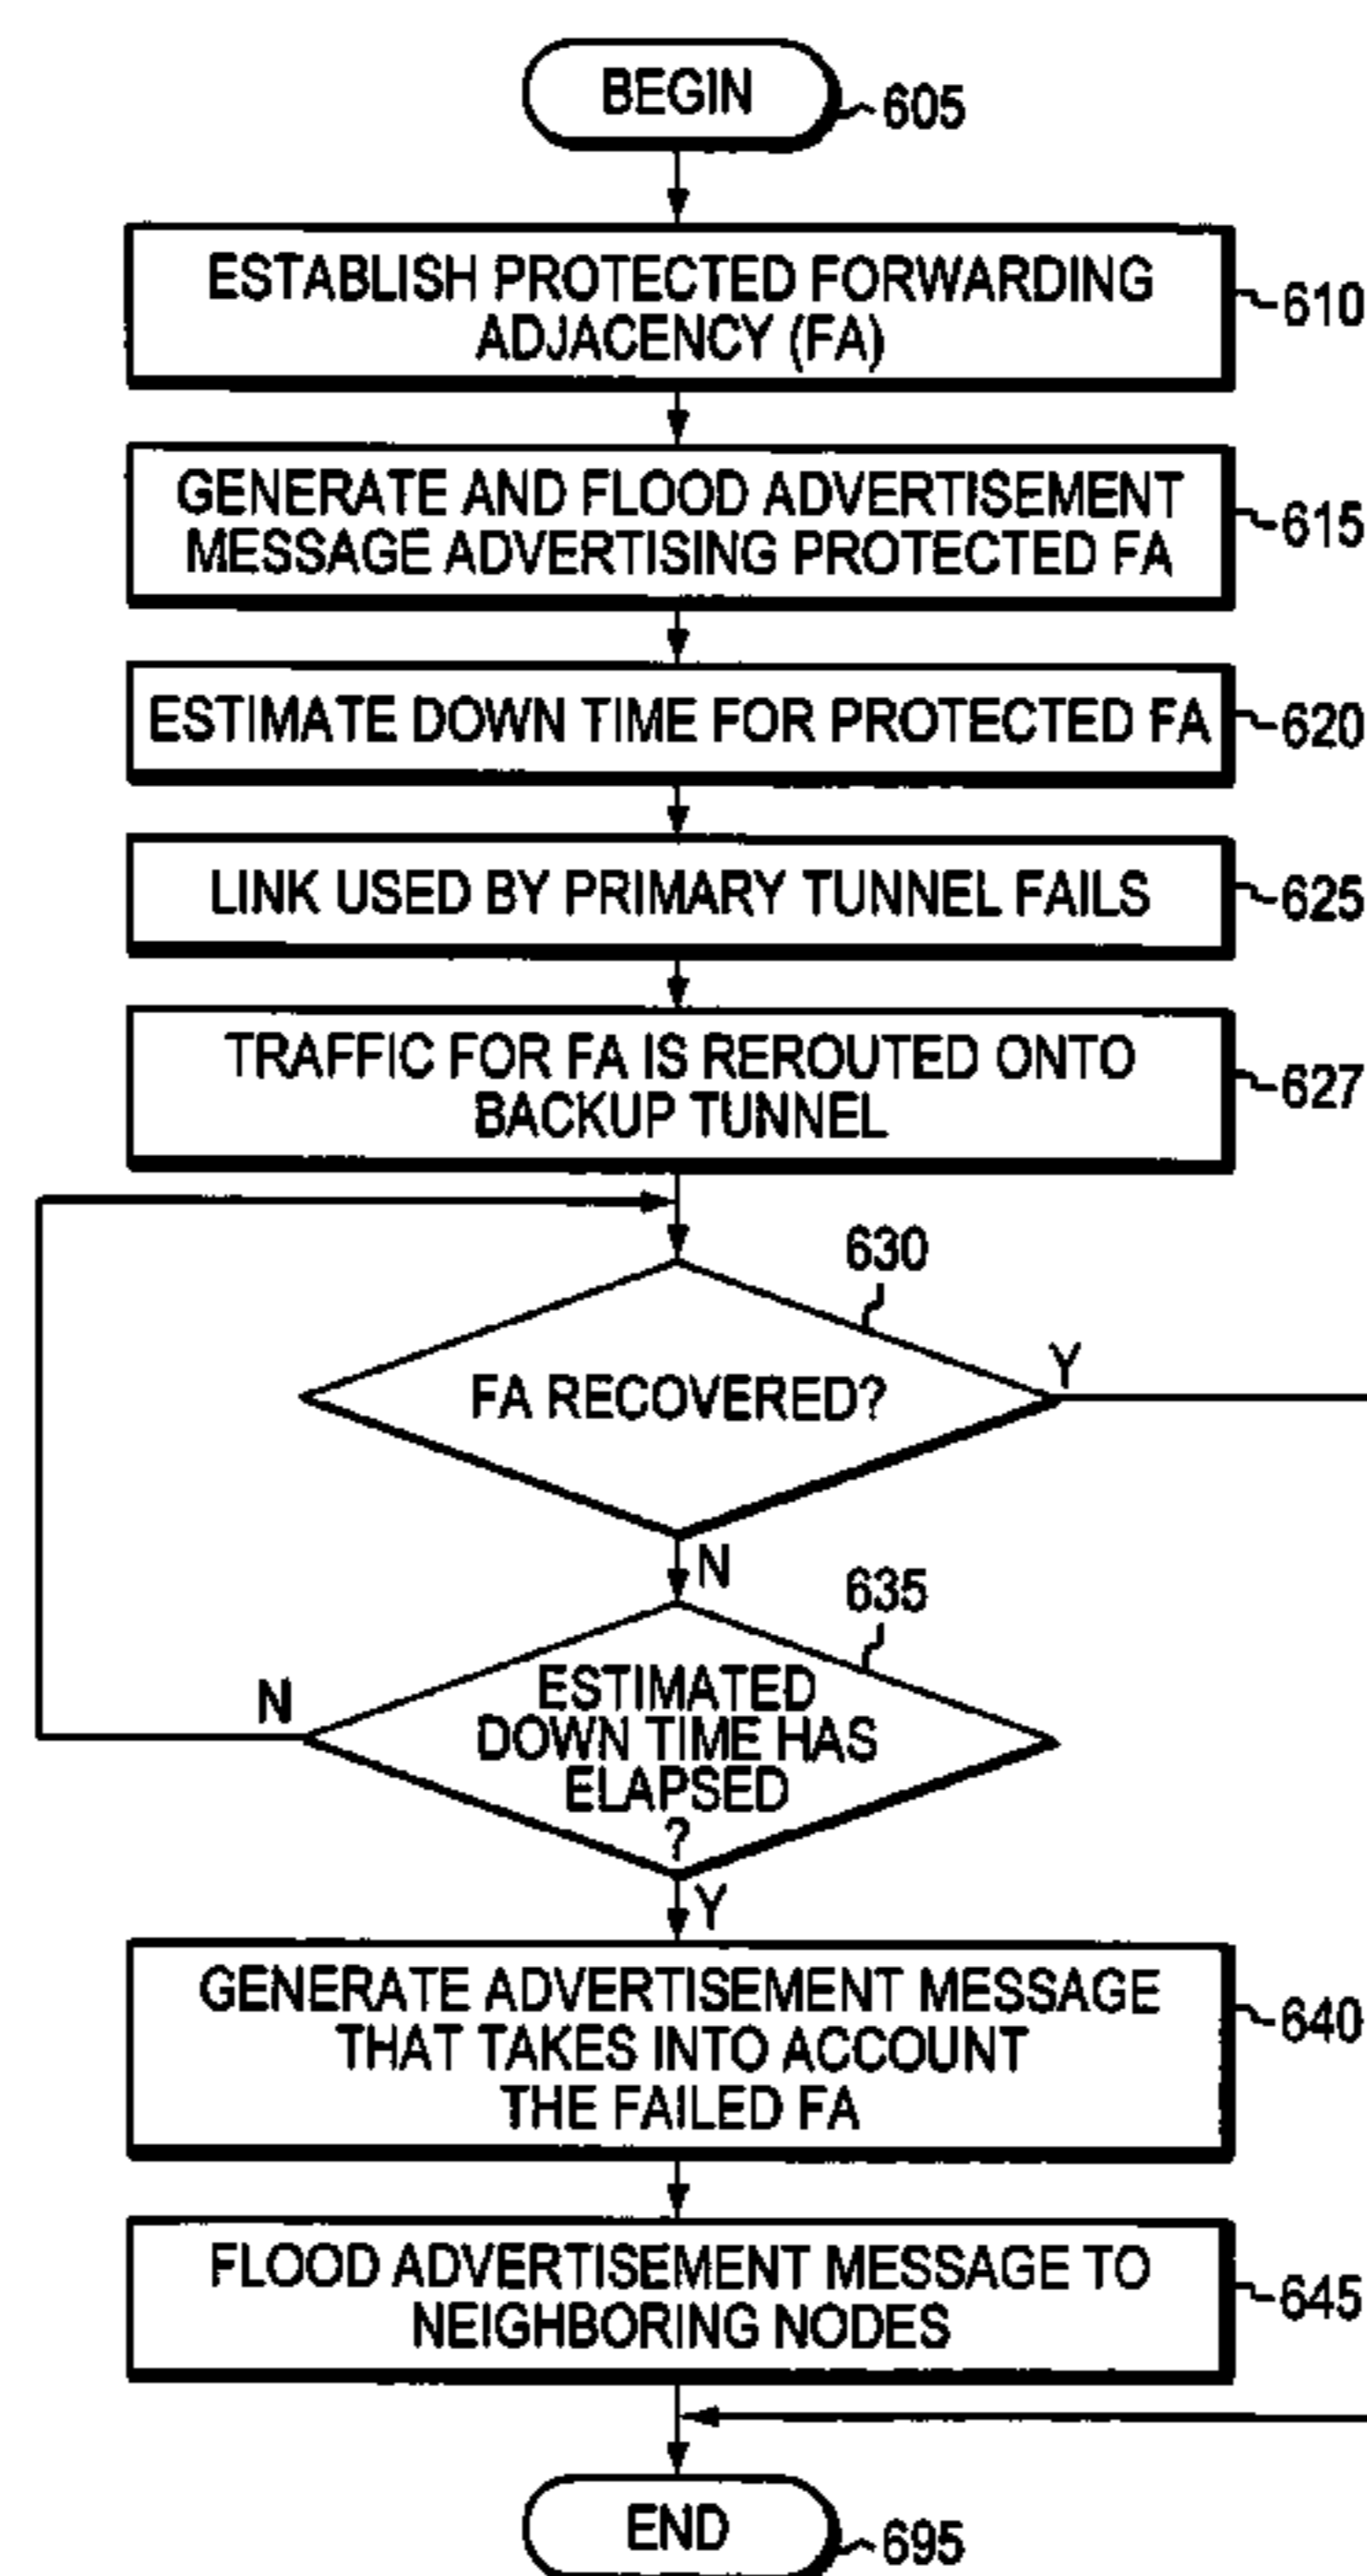 BEGIN
605
ESTABLISH PROTECTED FORWARDING
ADJACENCY (FA)
610
GENERATE AND FLOOD ADVERTISEMENT
MESSAGE ADVERTISING PROTECTED FA
615
ESTIMATE DOWN TIME FOR PROTECTED FA
620
LINK USED BY PRIMARY TUNNEL FAILS
625
TRAFFIC FOR FA IS REROUTED ONTO
BACKUP TUNNEL
627
630
FA RECOVERED?
Y
N
635
ESTIMATED
DOWN TIME HAS
ELAPSED
?
N
Y
GENERATE ADVERTISEMENT MESSAGE
THAT TAKES INTO ACCOUNT
THE FAILED FA
640
FLOOD ADVERTISEMENT MESSAGE TO
NEIGHBORING NODES
645
END
695